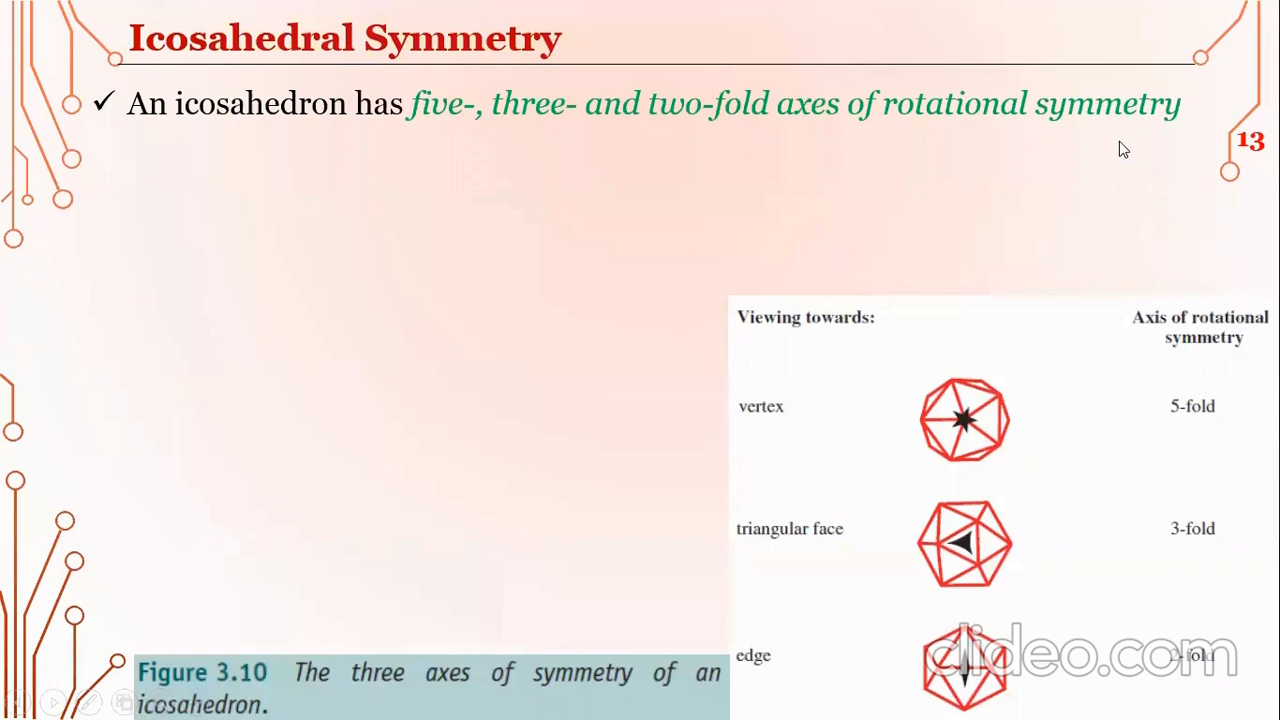 Icosahedral Symmetry
✓ An icosahedron has five-, three- and two-fold axes of rotational symmetry
13
Viewing towards:
Axis of rotational
symmetry
vertex
5-fold
triangular face
3-fold
edge
2-fold
clideo.com
Figure 3.10 The three axes of symmetry of an
icosahedron.